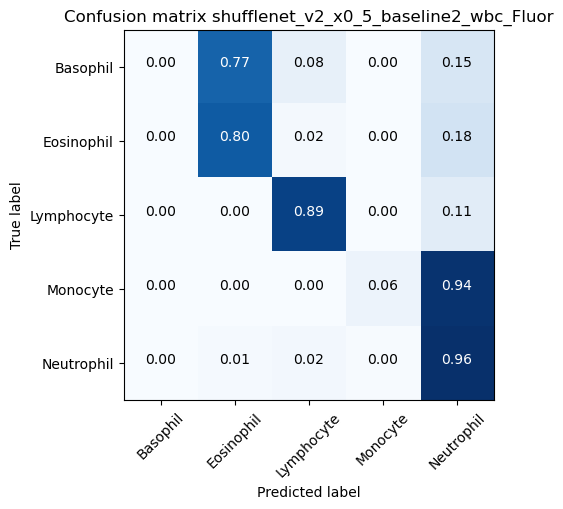 Confusion matrix shufflenet_v2_x0_5_baseline2_wbc_Fluor
True label
Basophil 0.00 0.77 0.08 0.00 0.15
Eosinophil 0.00 0.80 0.02 0.00 0.18
Lymphocyte 0.00 0.00 0.89 0.00 0.11
Monocyte 0.00 0.00 0.00 0.06 0.94
Neutrophil 0.00 0.01 0.02 0.00 0.96
Basophil Eosinophil Lymphocyte Monocyte Neutrophil
Predicted label